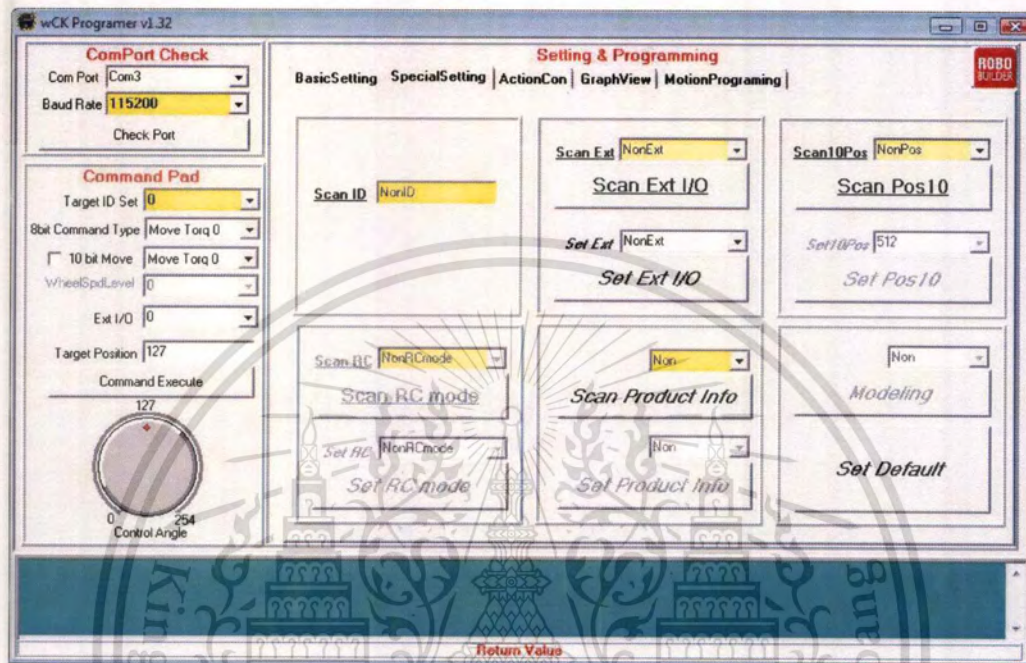 wCK Programer v1.32
ComPort Check
Com Port Com3
Baud Rate 115200
Check Port
Command Pad
Target ID Set 0
8bit Command Type Move Torq 0
10 bit Move Move Torq 0
WheelSpdLevel 0
Ext I/O 0
Target Position 127
Command Execute
127
0 254
Control Angle
Setting & Programming
ROBO
BUILDER
BasicSetting SpecialSetting ActionCon GraphView MotionPrograming
Scan ID NonID
Scan Ext NonExt
Scan Ext I/O
Set Ext NonExt
Set Ext I/O
Scan10Pos NonPos
Scan Pos10
Set10Pos 512
Set Pos10
Scan RC NonRCmode
Scan RC mode
Set RC NonRCmode
Set RC mode
Non
Scan Product Info
Non
Set Product Info
Non
Modeling
Set Default
Return Value